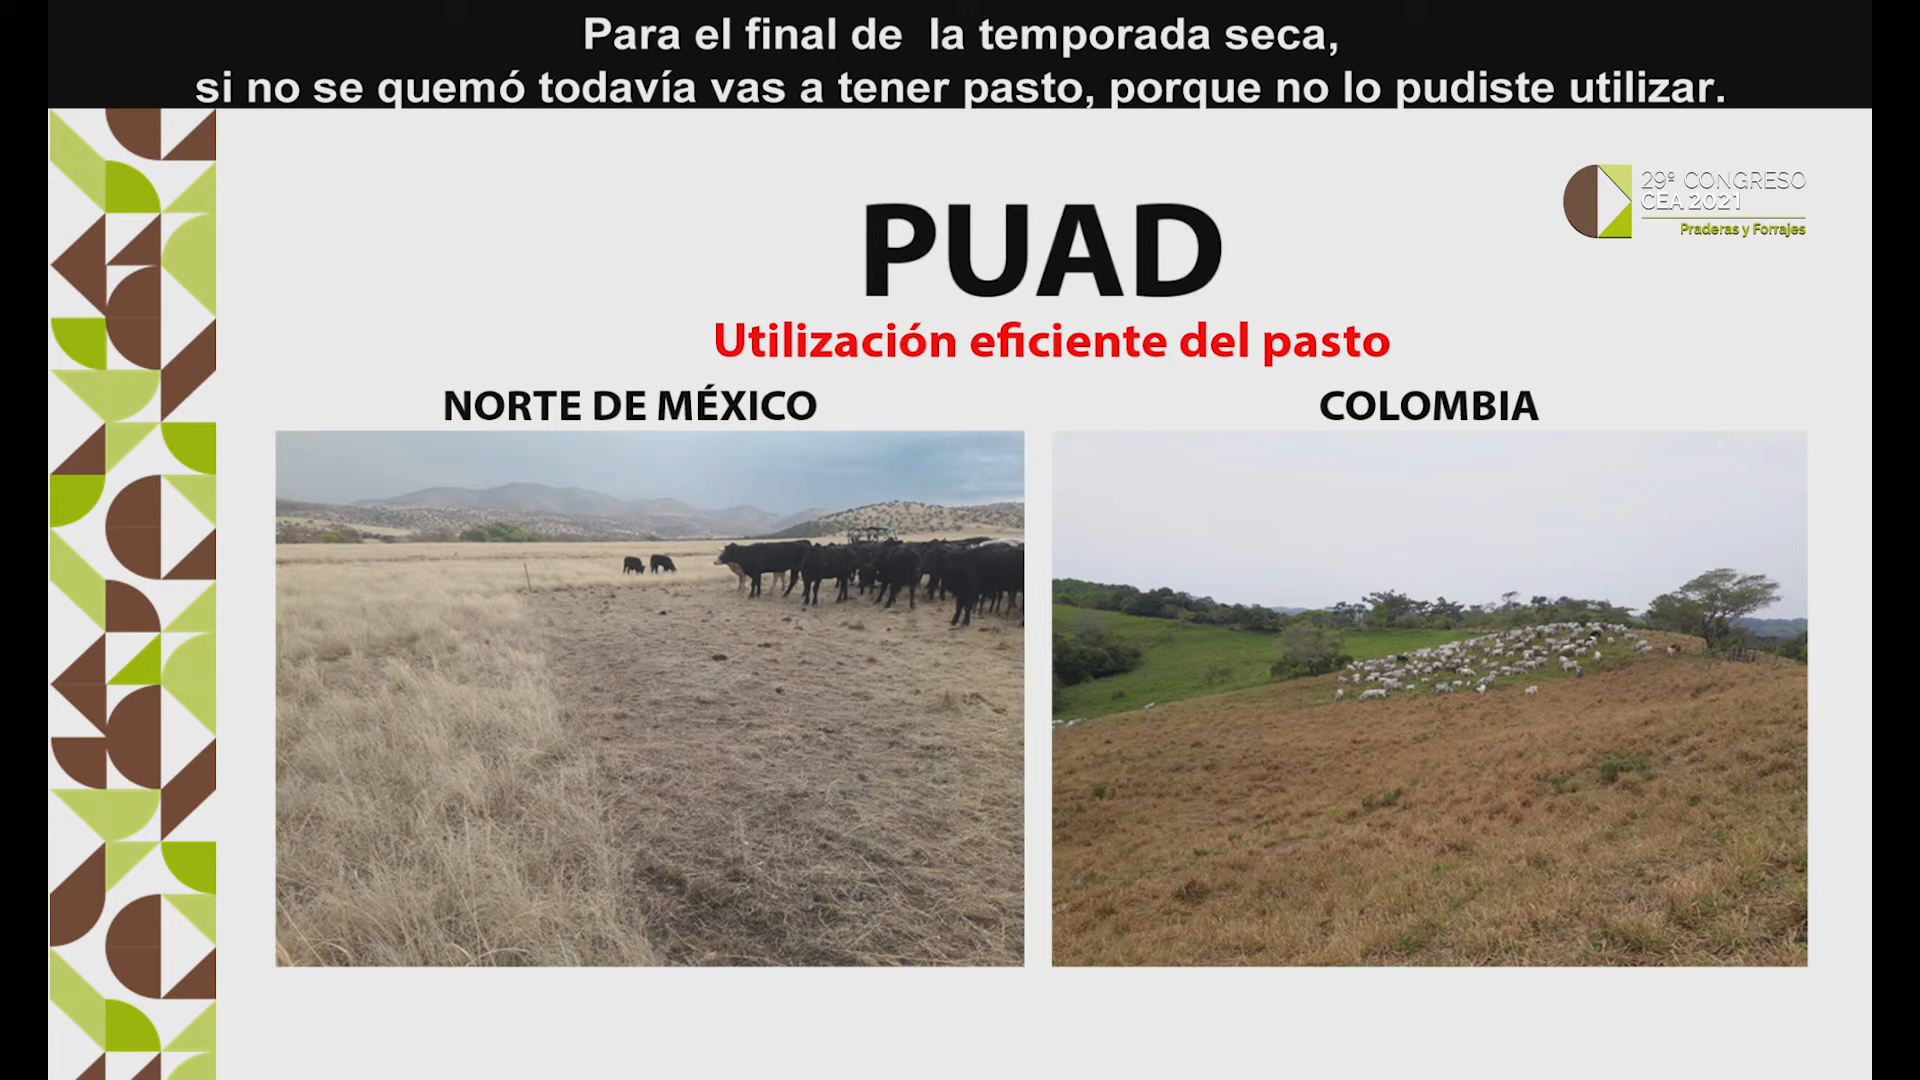 Para el final de  la temporada seca,
si no se quemó todavía vas a tener pasto, porque no lo pudiste utilizar.
29º CONGRESO
CEA 2021
Praderas y Forrajes
PUAD
Utilización eficiente del pasto
NORTE DE MÉXICO
COLOMBIA